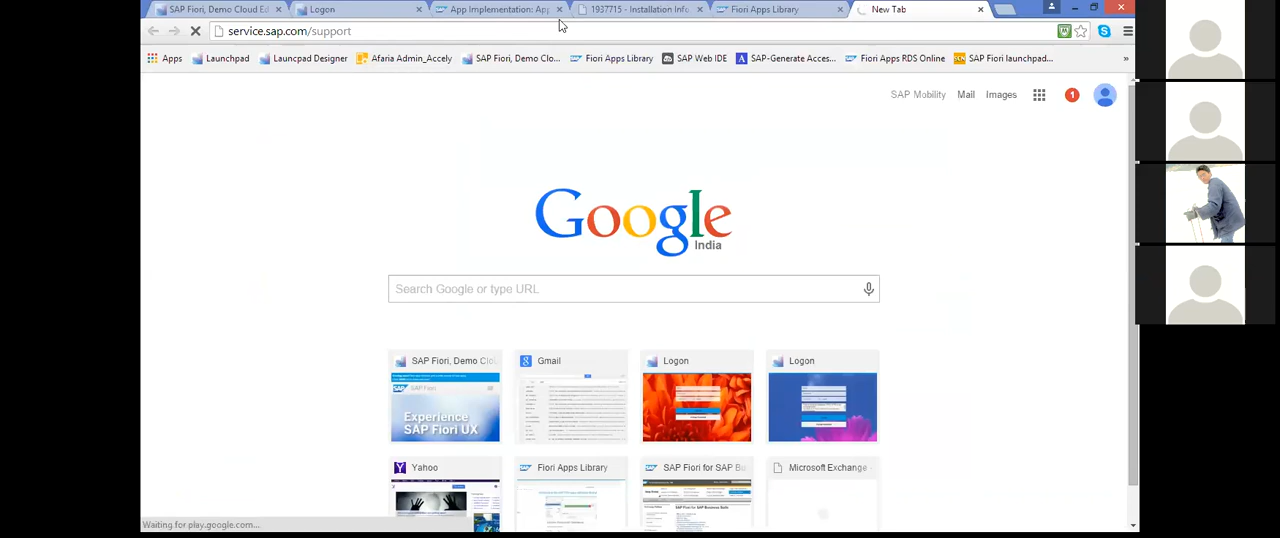 SAP Fiori, Demo Cloud Ed
Logon
App Implementation: App
1937715 - Installation Info
Fiori Apps Library
New Tab
service.sap.com/support
Apps
Launchpad
Launcpad Designer
Afaria Admin_Accely
SAP Fiori, Demo Clo...
Fiori Apps Library
SAP Web IDE
SAP-Generate Acces...
Fiori Apps RDS Online
SAP Fiori launchpad...
»
SAP Mobility
Mail
Images
1
Google
India
Search Google or type URL
SAP Fiori, Demo Clou
Gmail
Logon
Logon
SAP Fiori
Experience
SAP Fiori UX
Yahoo
Fiori Apps Library
SAP Fiori for SAP Bu
Microsoft Exchange -
Waiting for play.google.com...